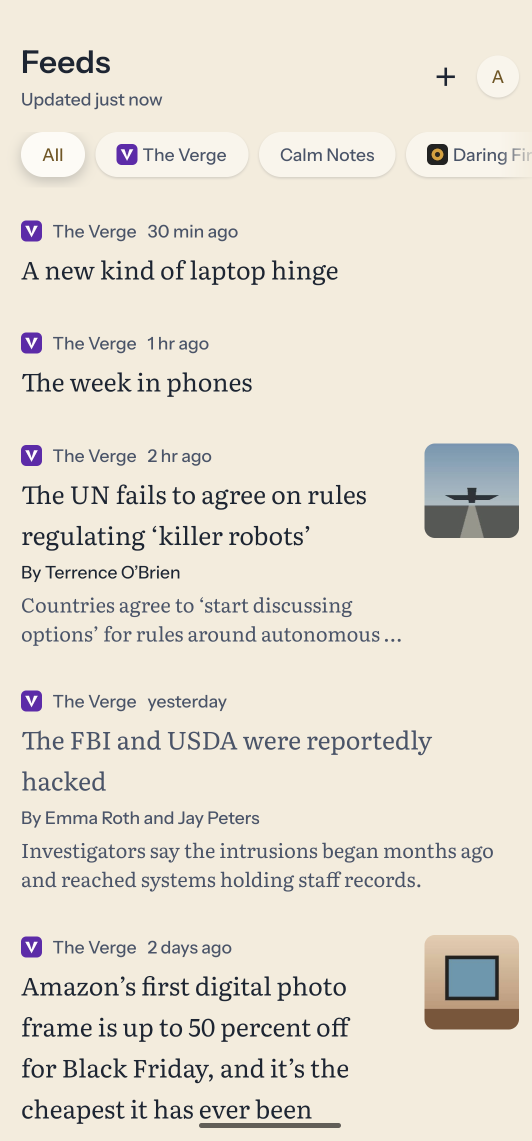 Feeds
Updated just now
+
A
All
The Verge
Calm Notes
Daring
The Verge 30 min ago
A new kind of laptop hinge
The Verge 1 hr ago
The week in phones
The Verge 2 hr ago
The UN fails to agree on rules
regulating ‘killer robots’
By Terrence O’Brien
Countries agree to ‘start discussing
options’ for rules around autonomous …
The Verge yesterday
The FBI and USDA were reportedly
hacked
By Emma Roth and Jay Peters
Investigators say the intrusions began months ago
and reached systems holding staff records.
The Verge 2 days ago
Amazon’s first digital photo
frame is up to 50 percent off
for Black Friday, and it’s the
cheapest it has ever been